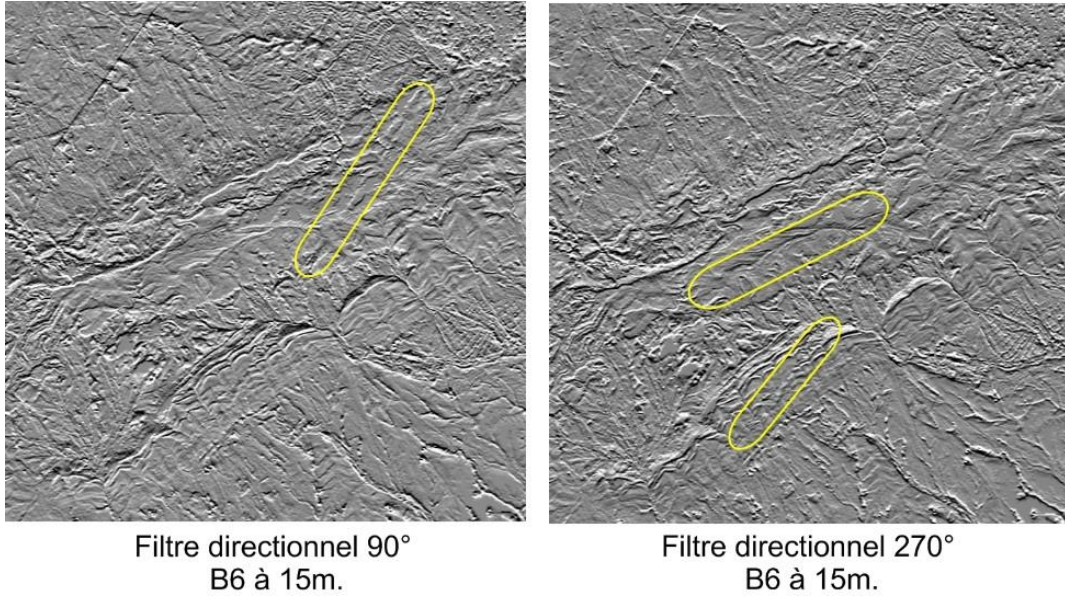 Filtre directionnel 90°
B6 à 15m.
Filtre directionnel 270°
B6 à 15m.